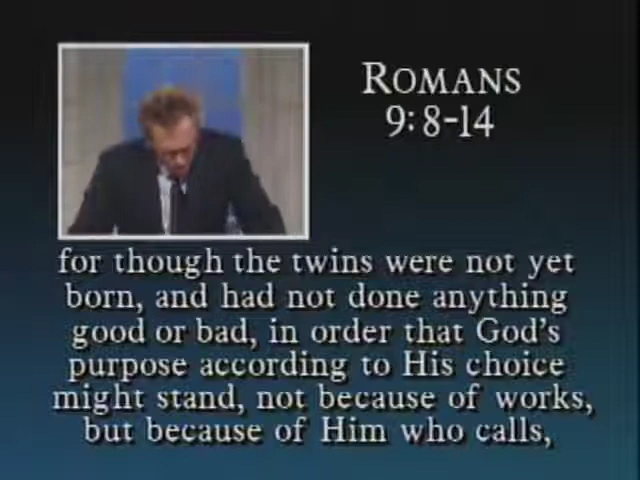 ROMANS
9:8-14
for though the twins were not yet
born, and had not done anything
good or bad, in order that God's
purpose according to His choice
might stand, not because of works,
but because of Him who calls,